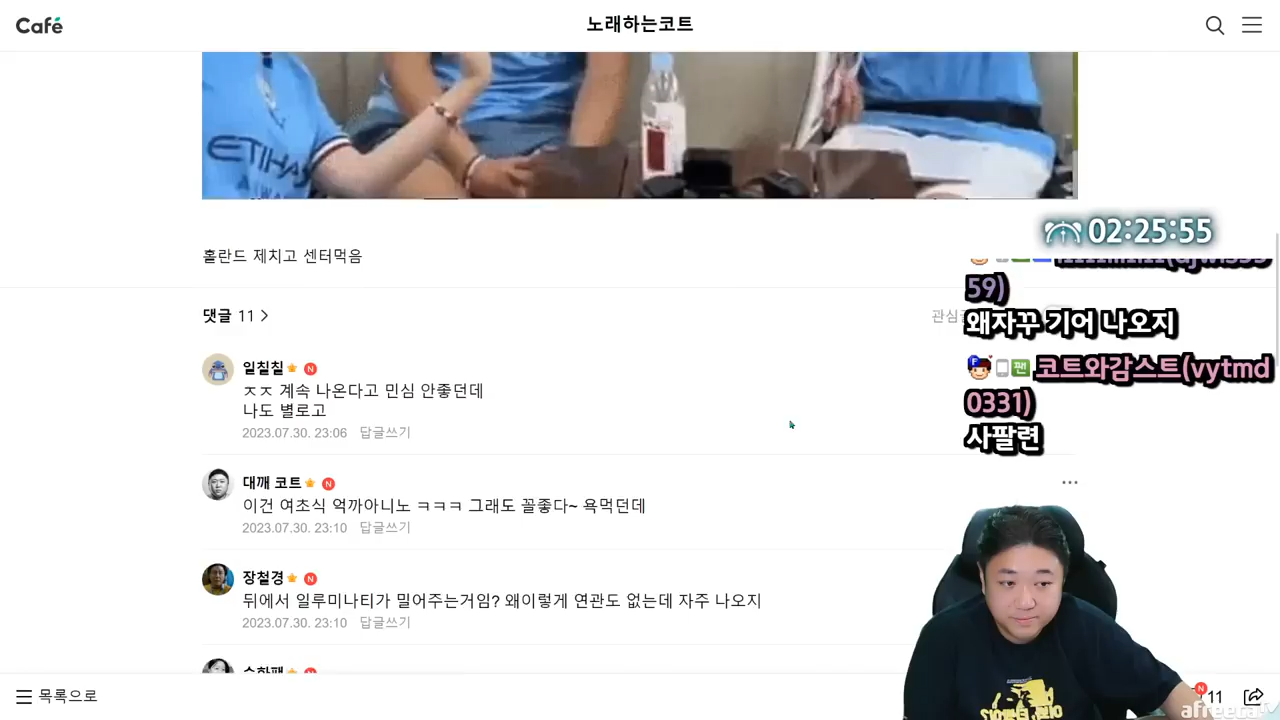 Café
노래하는코트
ETIHAD
홀란드 제치고 센터먹음
02:25:55
59)
왜자꾸 기어 나오지
댓글 11
일칠칠
N
ㅈㅈ 계속 나온다고 민심 안좋던데
나도 별로고
2023.07.30. 23:06 답글쓰기
팬 코트와감스트(vytmd
0331)
사팔련
대깨 코트
N
이건 여초식 억까아니노 ㅋㅋㅋ 그래도 꼴좋다~ 욕먹던데
2023.07.30. 23:10 답글쓰기
장철경
N
뒤에서 일루미나티가 밀어주는거임? 왜이렇게 연관도 없는데 자주 나오지
2023.07.30. 23:10 답글쓰기
목록으로
N
11
afreecaTV